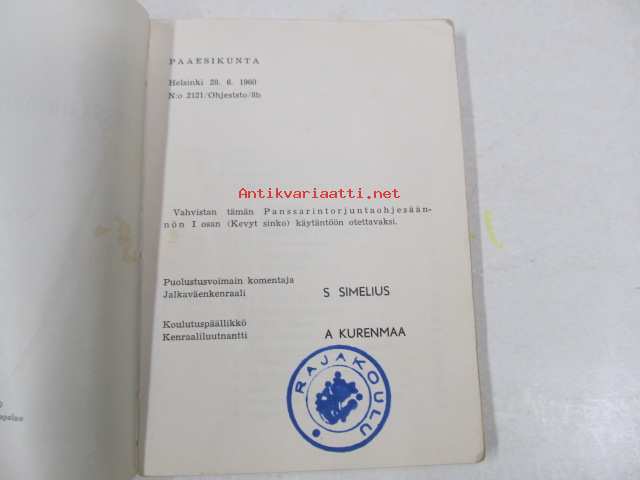 PÄÄESIKUNTA
Helsinki 28. 6. 1960
N:o 2121/Ohjeststo/8b
Antikvariaatti.net
Vahvistan tämän Panssarintorjuntaohjesään-
nön I osan (Kevyt sinko) käytäntöön otettavaksi.
Puolustusvoimain komentaja
Jalkaväenkenraali S SIMELIUS
Koulutuspäällikkö
Kenraaliluutnantti A KURENMAA
RAJAKOULU